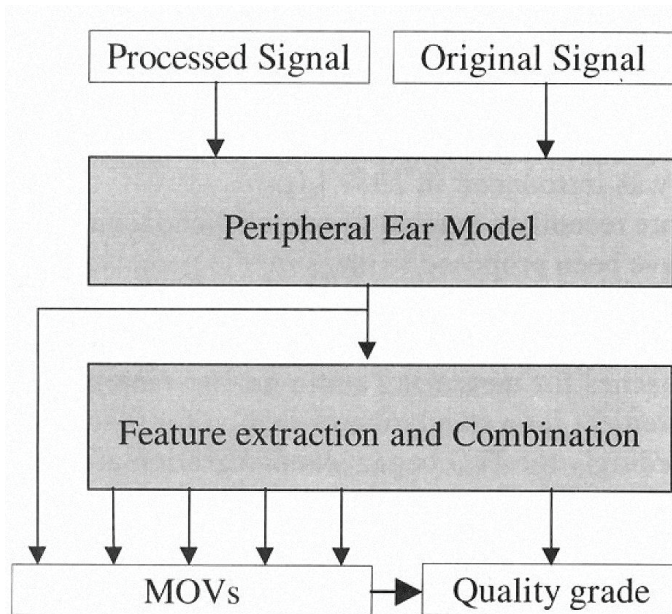 Processed Signal
Original Signal
Peripheral Ear Model
Feature extraction and Combination
MOVs
Quality grade